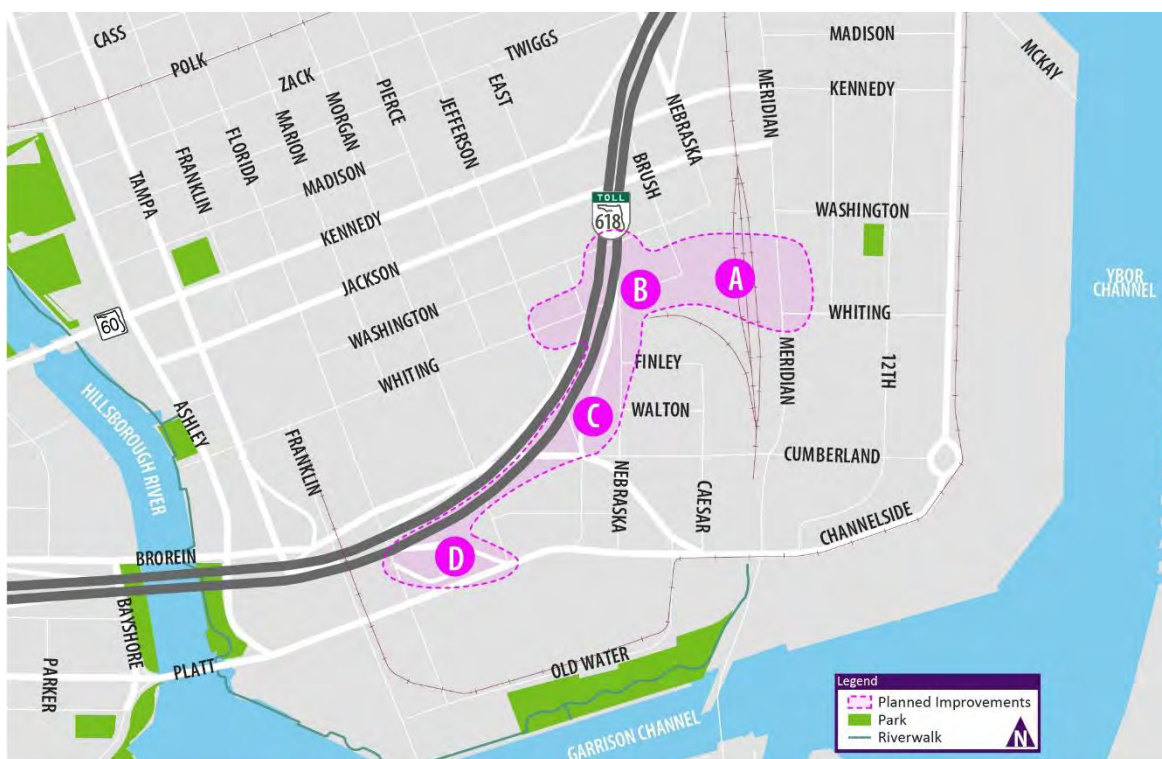 CASS
POLK
ZACK
TWIGGS
MADISON
MCKAY
EAST
PIERCE
MORGAN
MARION
FLORIDA
FRANKLIN
TAMPA
JEFFERSON
MADISON
KENNEDY
NEBRASKA
MERIDIAN
KENNEDY
BRUSH
TOLL
618
WASHINGTON
JACKSON
A
B
YBOR
CHANNEL
60
WASHINGTON
WHITING
WHITING
FINLEY
MERIDIAN
12TH
C
WALTON
HILLSBOROUGH RIVER
ASHLEY
FRANKLIN
NEBRASKA
CAESAR
CUMBERLAND
CHANNELSIDE
BROREIN
D
BAYSHORE
PLATT
PARKER
OLD WATER
GARRISON CHANNEL
Legend
Planned Improvements
Park
Riverwalk
N